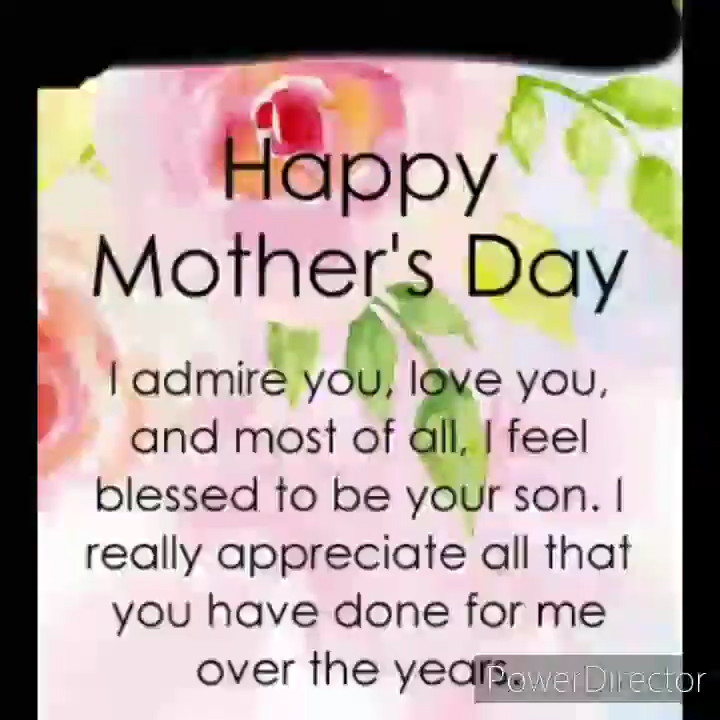 Happy
Mother's Day
I admire you, love you,
and most of all, I feel
blessed to be your son. I
really appreciate all that
you have done for me
over the years.
PowerDirector